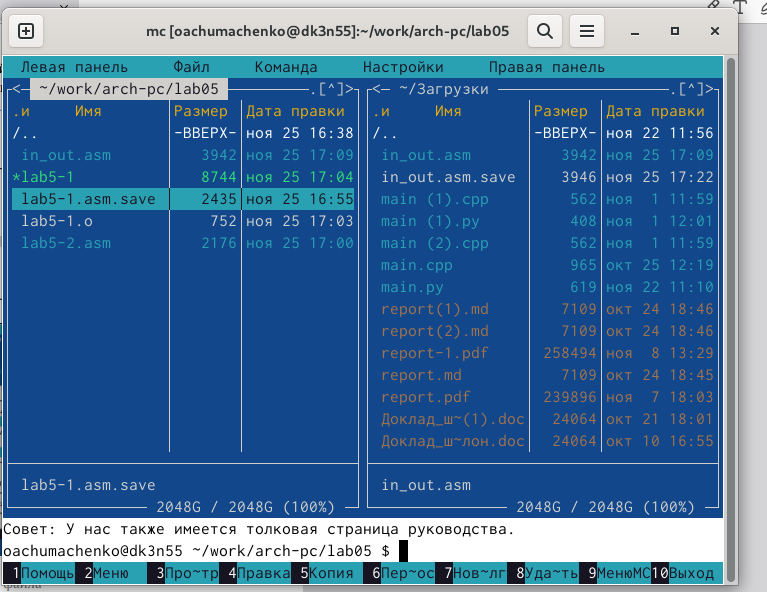 mc [oachumachenko@dk3n55]:~/work/arch-pc/lab05
Левая панель Файл Команда Настройки Правая панель
<— ~/work/arch-pc/lab05 .[^]>
.и Имя Размер Дата правки
/.. -ВВЕРХ- ноя 25 16:38
in_out.asm 3942 ноя 25 17:09
*lab5-1 8744 ноя 25 17:04
lab5-1.asm.save 2435 ноя 25 16:55
lab5-1.o 752 ноя 25 17:03
lab5-2.asm 2176 ноя 25 17:00
lab5-1.asm.save
2048G / 2048G (100%)
<— ~/Загрузки .[^]>
.и Имя Размер Дата правки
/.. -ВВЕРХ- ноя 22 11:56
in_out.asm 3942 ноя 25 17:09
in_out.asm.save 3946 ноя 25 17:22
main (1).cpp 562 ноя 1 11:59
main (1).py 408 ноя 1 12:01
main (2).cpp 562 ноя 1 11:59
main.cpp 965 окт 25 12:19
main.py 619 ноя 22 11:10
report(1).md 7109 окт 24 18:46
report(2).md 7109 окт 24 18:46
report-1.pdf 258494 ноя 8 13:29
report.md 7109 окт 24 18:45
report.pdf 239896 ноя 7 18:03
Доклад_ш~(1).doc 24064 окт 21 18:01
Доклад_ш~лон.doc 24064 окт 10 16:55
in_out.asm
2048G / 2048G (100%)
Совет: У нас также имеется толковая страница руководства.
oachumachenko@dk3n55 ~/work/arch-pc/lab05 $
1Помощь 2Меню 3Про~тр 4Правка 5Копия 6Пер~ос 7Нов~лг 8Уда~ть 9МенюМС 10Выход